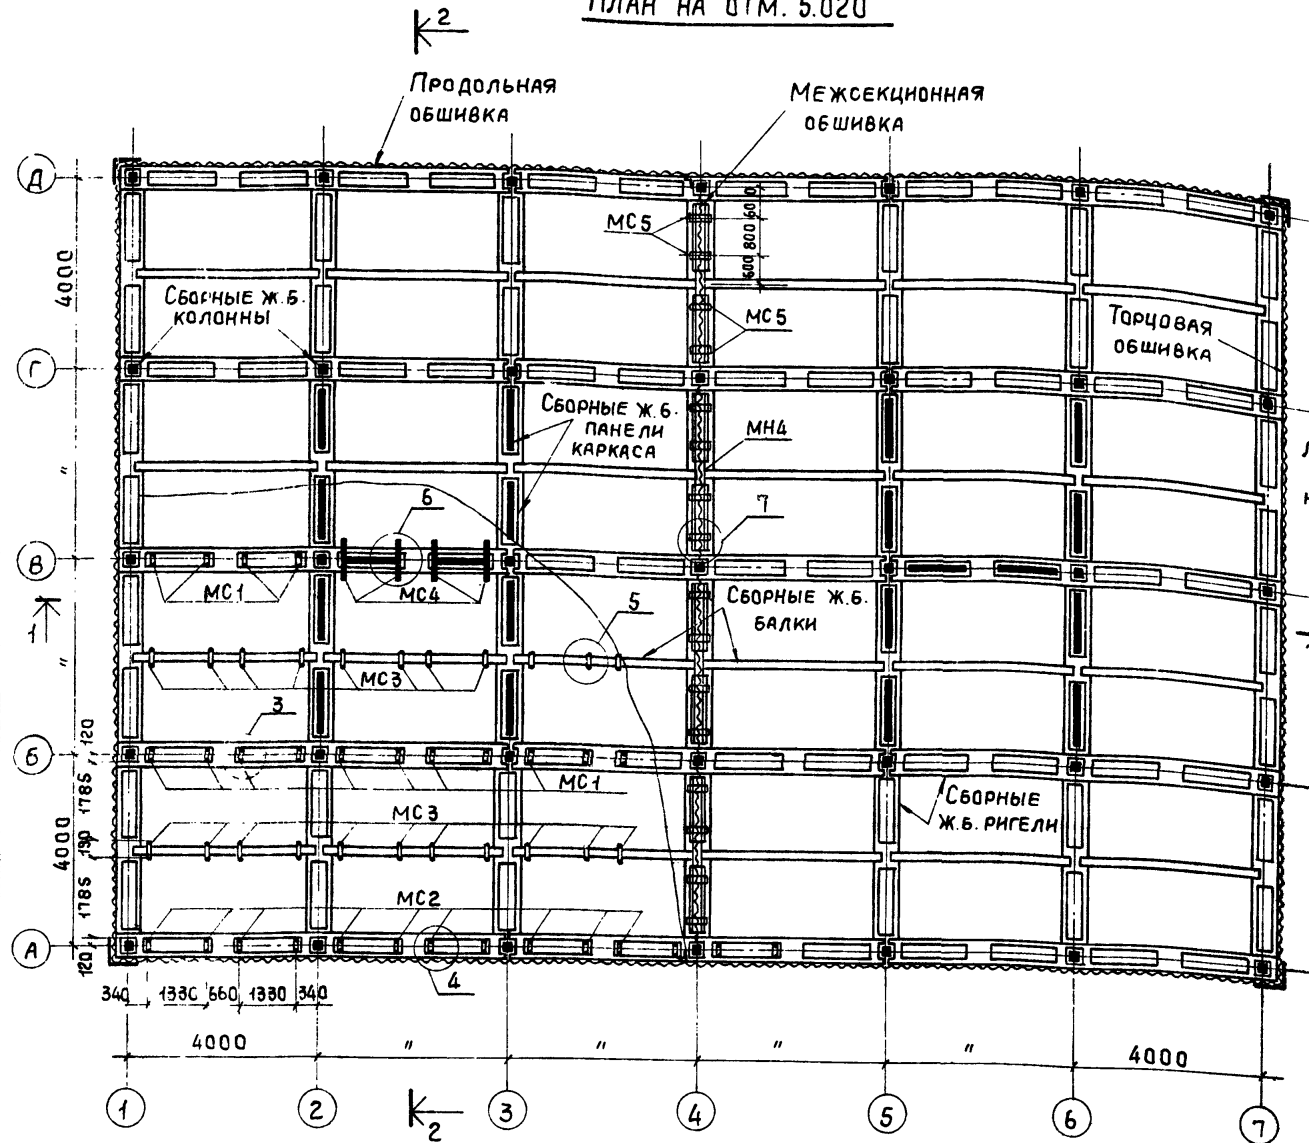 ПЛАН НА ОТМ. 5.020
2
ПРОДОЛЬНАЯ
ОБШИВКА
МЕЖСЕКЦИОННАЯ
ОБШИВКА
Д
МС5
600
800
600
4000
СБОРНЫЕ Ж.Б.
КОЛОННЫ
МС5
ТОРЦОВАЯ
ОБШИВКА
Г
СБОРНЫЕ Ж.Б.
ПАНЕЛИ
КАРКАСА
МН4
"
6
7
В
МС1
МС4
СБОРНЫЕ Ж.Б.
БАЛКИ
1
5
"
МС3
3
120
Б
МС1
1785
СБОРНЫЕ
Ж.Б. РИГЕЛИ
МС3
4000
190
1785
МС2
А
120
4
340
1330
660
1330
340
4000
"
"
"
"
4000
1
2
3
4
5
6
7
2